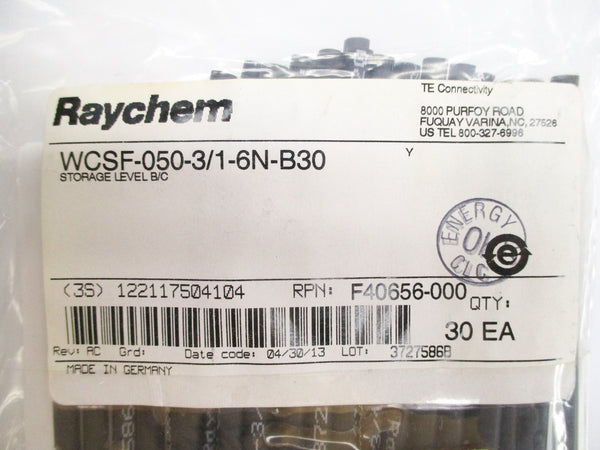 TE Connectivity
Raychem
8000 PURFOY ROAD
FUQUAY VARINA, NC, 27526
US TEL 800-327-6996
WCSF-050-3/1-6N-B30 Y
STORAGE LEVEL B/C
ENERGY
e
(3S) 122117504104 RPN: F40656-000
QTY:
30 EA
Rev: AC Grd: Date code: 04/30/13 LOT: 3727586B
MADE IN GERMANY